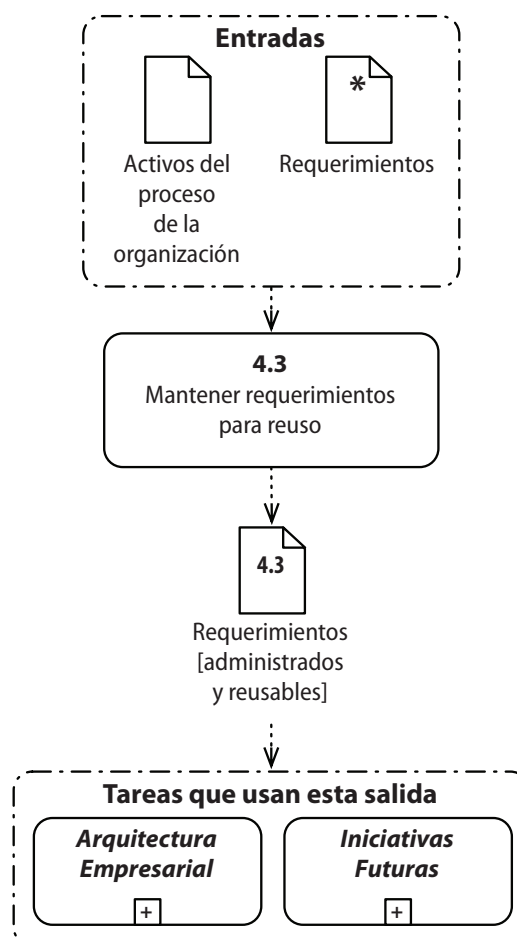 Entradas
*
Activos del
proceso
de la
organización
Requerimientos
4.3
Mantener requerimientos
para reuso
4.3
Requerimientos
[administrados
y reusables]
Tareas que usan esta salida
Arquitectura
Empresarial
+
Iniciativas
Futuras
+